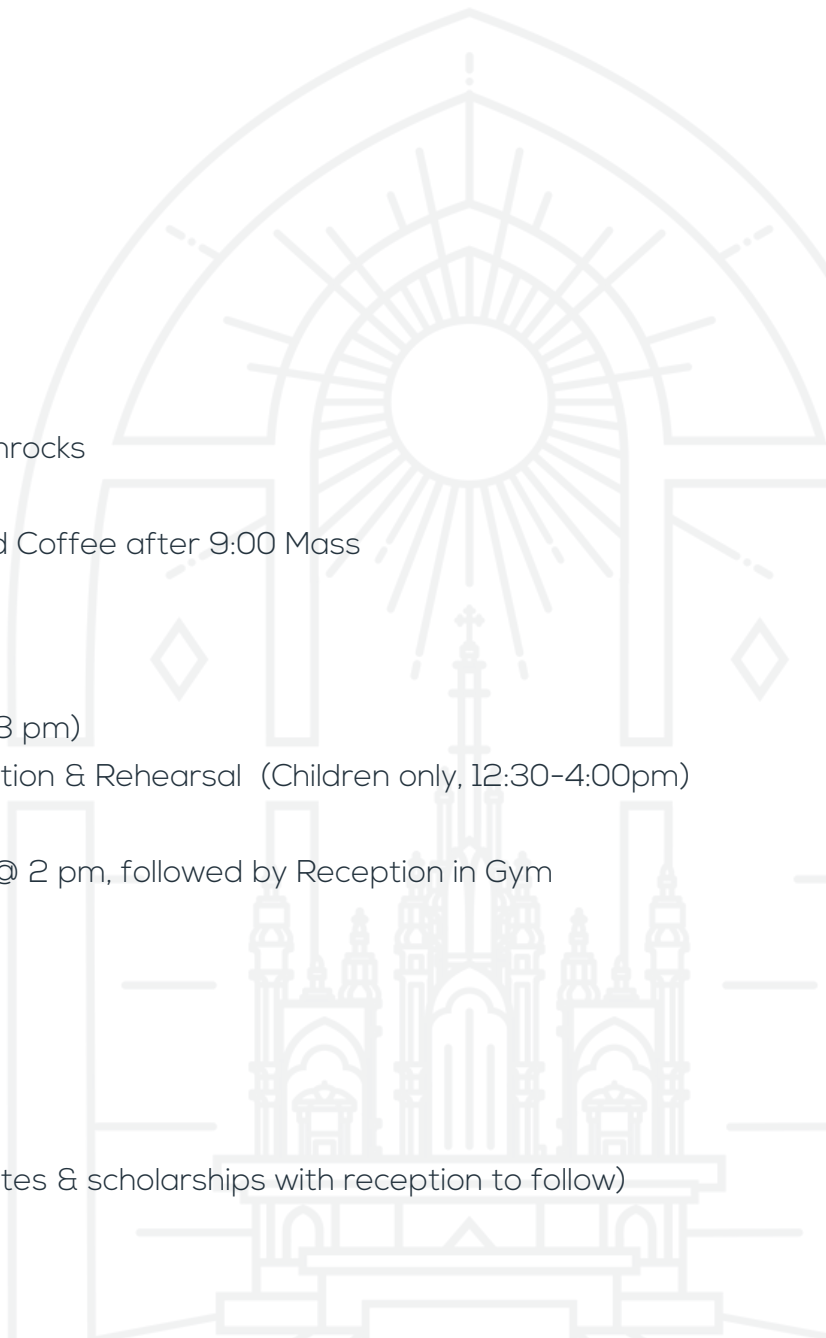 hrocks
d Coffee after 9:00 Mass
3 pm)
tion & Rehearsal (Children only, 12:30-4:00pm)
@ 2 pm, followed by Reception in Gym
tes & scholarships with reception to follow)